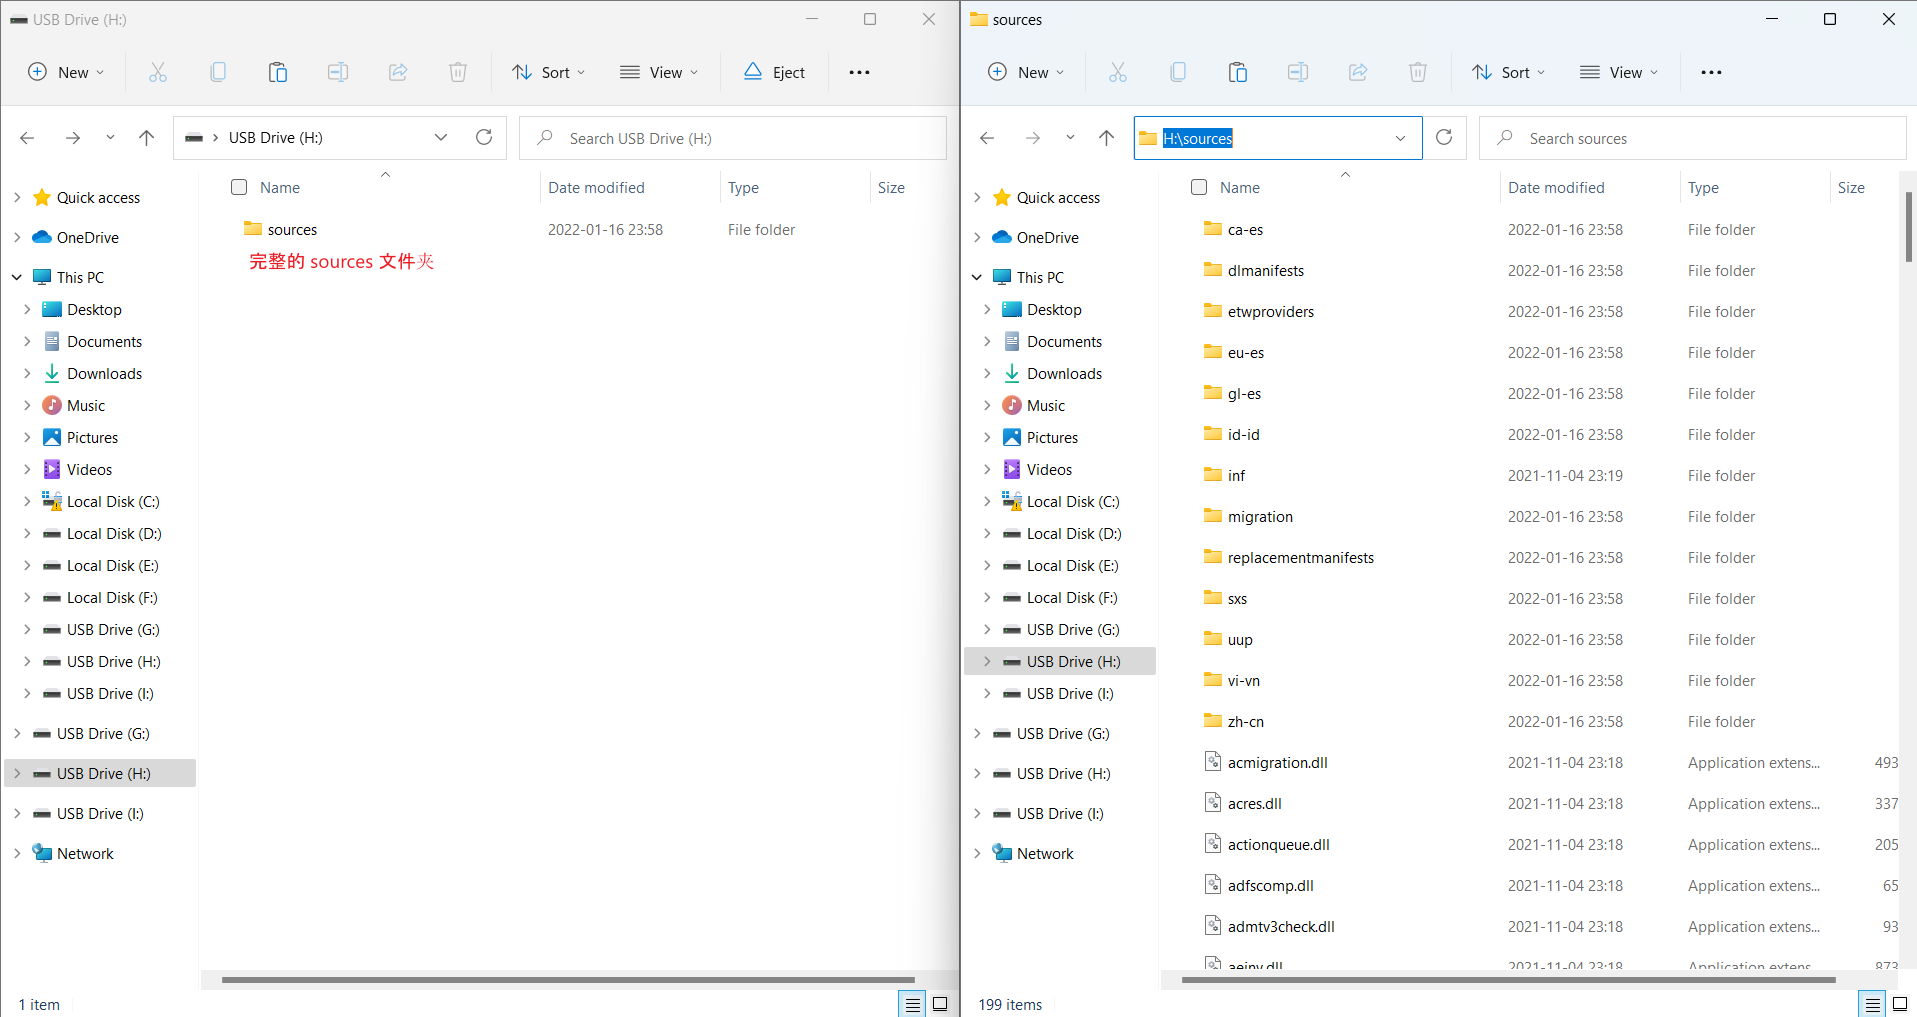 USB Drive (H:)
New
Sort
View
Eject
USB Drive (H:)
Search USB Drive (H:)
Name
Date modified
Type
Size
sources
2022-01-16 23:58
File folder
完整的 sources 文件夹
Quick access
OneDrive
This PC
Desktop
Documents
Downloads
Music
Pictures
Videos
Local Disk (C:)
Local Disk (D:)
Local Disk (E:)
Local Disk (F:)
USB Drive (G:)
USB Drive (H:)
USB Drive (I:)
USB Drive (G:)
USB Drive (H:)
USB Drive (I:)
Network
1 item
sources
New
Sort
View
H:\sources
Search sources
Quick access
OneDrive
This PC
Desktop
Documents
Downloads
Music
Pictures
Videos
Local Disk (C:)
Local Disk (D:)
Local Disk (E:)
Local Disk (F:)
USB Drive (G:)
USB Drive (H:)
USB Drive (I:)
USB Drive (G:)
USB Drive (H:)
USB Drive (I:)
Network
Name Date modified Type Size
ca-es 2022-01-16 23:58 File folder
dlmanifests 2022-01-16 23:58 File folder
etwproviders 2022-01-16 23:58 File folder
eu-es 2022-01-16 23:58 File folder
gl-es 2022-01-16 23:58 File folder
id-id 2022-01-16 23:58 File folder
inf 2021-11-04 23:19 File folder
migration 2022-01-16 23:58 File folder
replacementmanifests 2022-01-16 23:58 File folder
sxs 2022-01-16 23:58 File folder
uup 2022-01-16 23:58 File folder
vi-vn 2022-01-16 23:58 File folder
zh-cn 2022-01-16 23:58 File folder
acmigration.dll 2021-11-04 23:18 Application extens... 493
acres.dll 2021-11-04 23:18 Application extens... 337
actionqueue.dll 2021-11-04 23:18 Application extens... 205
adfscomp.dll 2021-11-04 23:18 Application extens... 65
admtv3check.dll 2021-11-04 23:18 Application extens... 93
aeinv.dll 2021-11-04 23:18 Application extens... 873
199 items